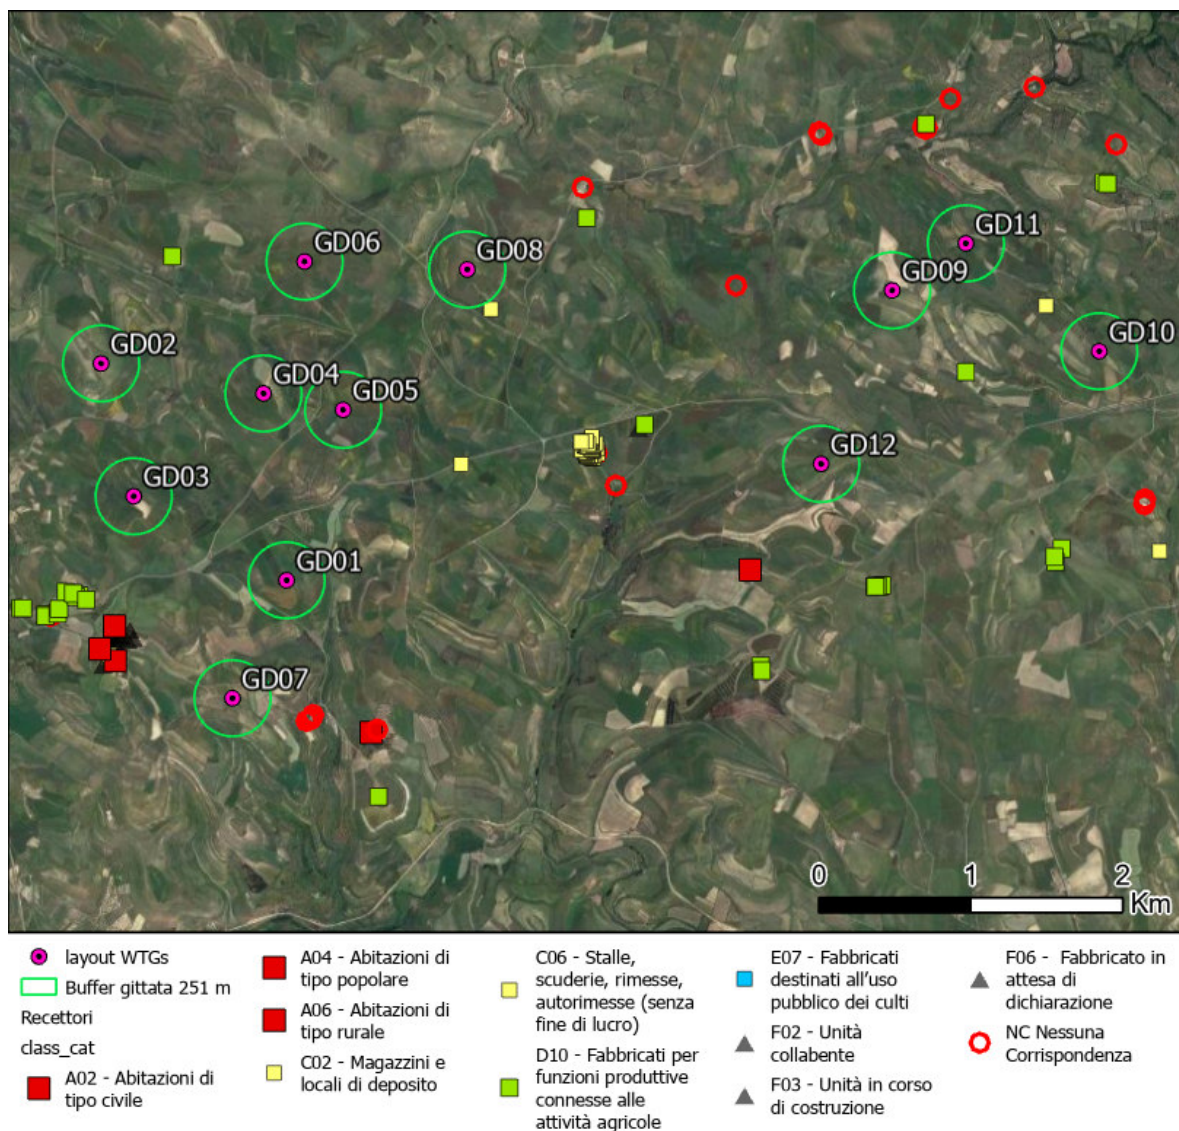 GD11
GD06
GD08
GD09
GD02
GD10
GD04
GD05
GD12
GD03
GD01
GD07
0 1 2
Km
layout WTGs
Buffer gittata 251 m
Recettori
class_cat
A02 - Abitazioni di
tipo civile
A04 - Abitazioni di
tipo popolare
A06 - Abitazioni di
tipo rurale
C02 - Magazzini e
locali di deposito
C06 - Stalle,
scuderie, rimesse,
autorimesse (senza
fine di lucro)
D10 - Fabbricati per
funzioni produttive
connesse alle
attività agricole
E07 - Fabbricati
destinati all'uso
pubblico dei culti
F02 - Unità
collabente
F03 - Unità in corso
di costruzione
F06 - Fabbricato in
attesa di
dichiarazione
NC Nessuna
Corrispondenza